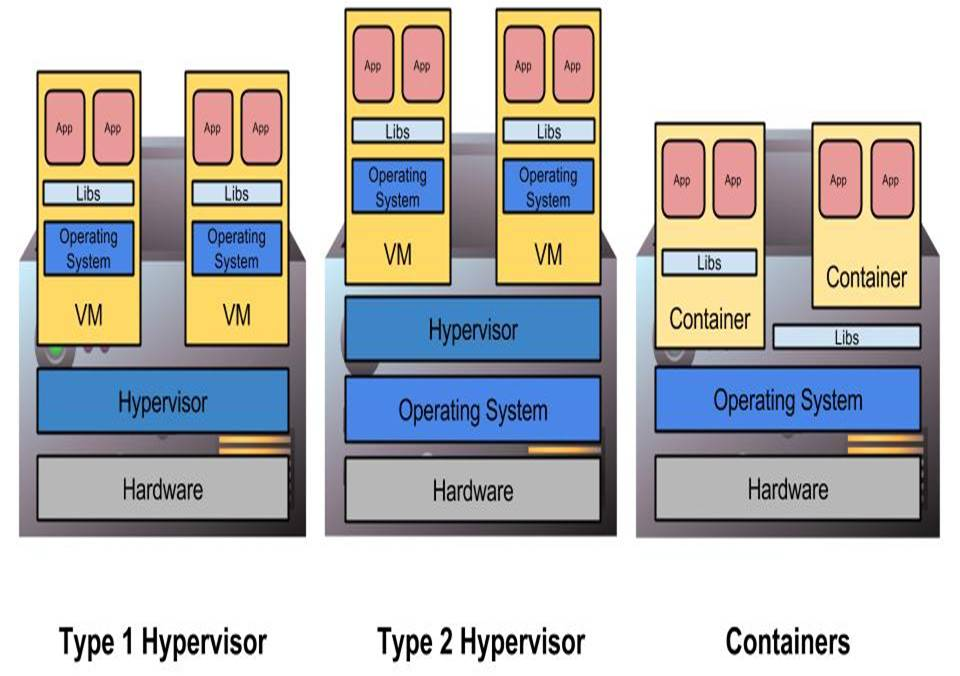 App App
Libs
Operating
System
VM
App App
Libs
Operating
System
VM
Hypervisor
Hardware
Type 1 Hypervisor
App App
Libs
Operating
System
VM
App App
Libs
Operating
System
VM
Hypervisor
Operating System
Hardware
Type 2 Hypervisor
App App
Libs
Container
App App
Container
Libs
Operating System
Hardware
Containers